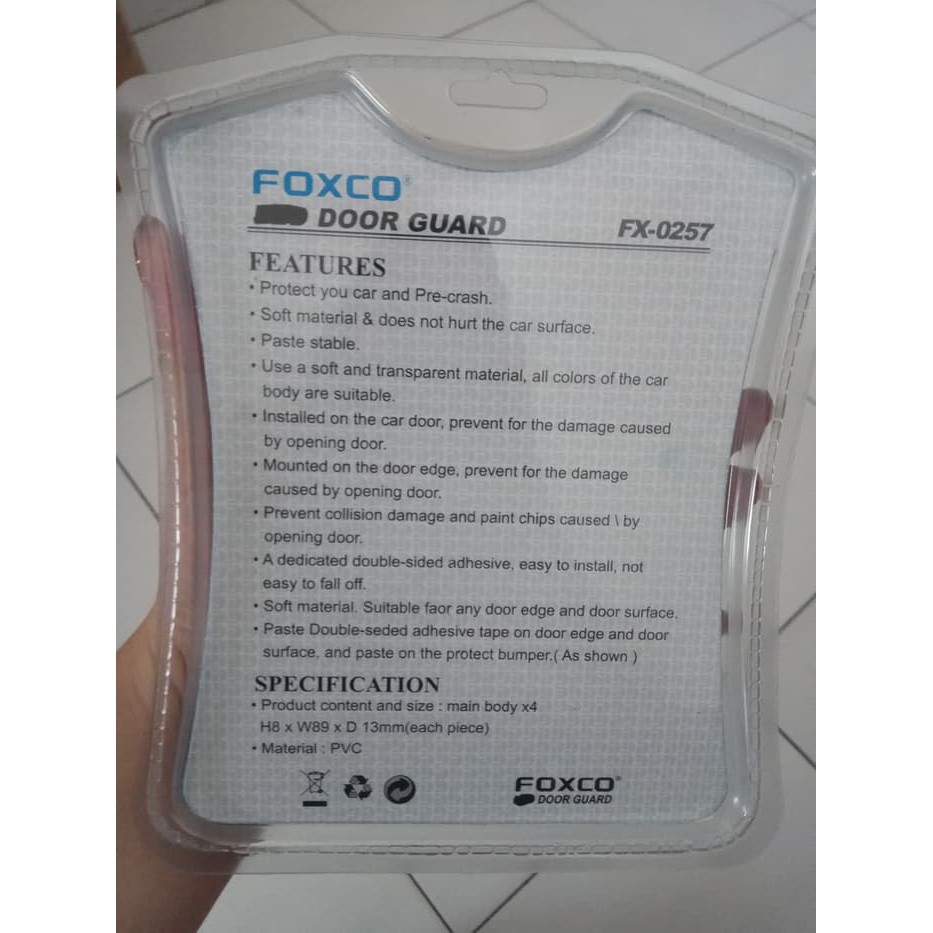 FOXCO®
DOOR GUARD FX-0257
FEATURES
• Protect you car and Pre-crash.
• Soft material & does not hurt the car surface.
• Paste stable.
• Use a soft and transparent material, all colors of the car
body are suitable.
• Installed on the car door, prevent for the damage caused
by opening door.
• Mounted on the door edge, prevent for the damage
caused by opening door.
• Prevent collision damage and paint chips caused \ by
opening door.
• A dedicated double-sided adhesive, easy to install, not
easy to fall off.
• Soft material. Suitable faor any door edge and door surface.
• Paste Double-seded adhesive tape on door edge and door
surface, and paste on the protect bumper.( As shown )
SPECIFICATION
• Product content and size : main body x4
H8 x W89 x D 13mm(each piece)
• Material : PVC
FOXCO®
DOOR GUARD